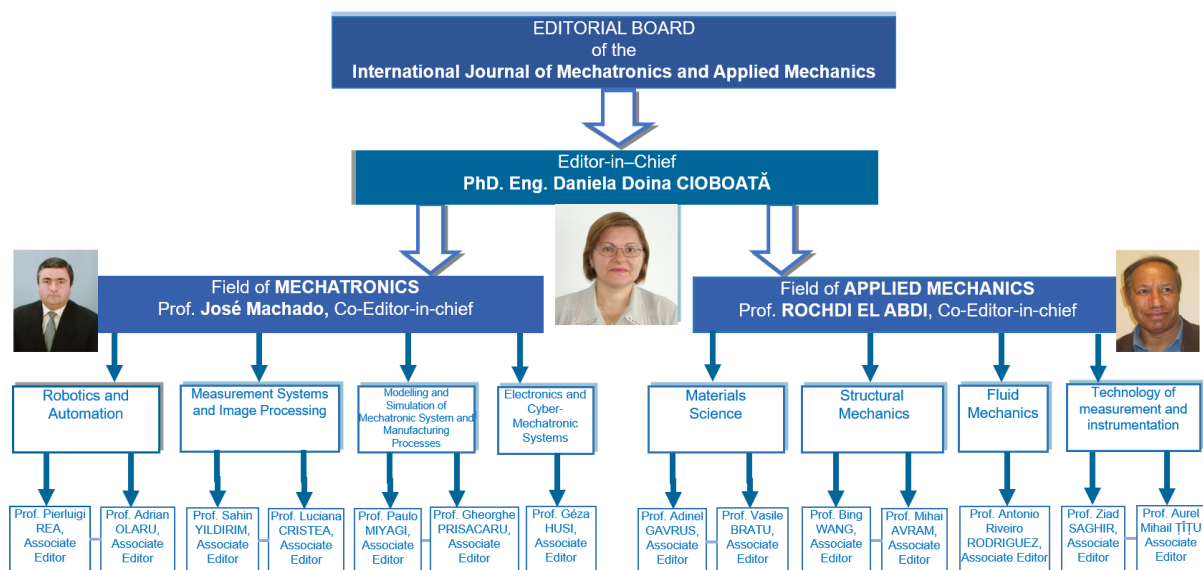 EDITORIAL BOARD
of the
International Journal of Mechatronics and Applied Mechanics
Editor-in–Chief
PhD. Eng. Daniela Doina CIOBOATĂ
Field of MECHATRONICS
Prof. José Machado, Co-Editor-in-chief
Field of APPLIED MECHANICS
Prof. ROCHDI EL ABDI, Co-Editor-in-chief
Robotics and
Automation
Measurement Systems
and Image Processing
Modelling and
Simulation of
Mechatronic System and
Manufacturing
Processes
Electronics and
Cyber-
Mechatronic
Systems
Materials
Science
Structural
Mechanics
Fluid
Mechanics
Technology of
measurement and
instrumentation
Prof. Pierluigi
REA,
Associate
Editor
Prof. Adrian
OLARU,
Associate
Editor
Prof. Sahin
YILDIRIM,
Associate
Editor
Prof. Luciana
CRISTEA,
Associate
Editor
Prof. Paulo
MIYAGI,
Associate
Editor
Prof. Gheorghe
PRISACARU,
Associate
Editor
Prof. Géza
HUSI,
Associate
Editor
Prof. Adinel
GAVRUS,
Associate
Editor
Prof. Vasile
BRATU,
Associate
Editor
Prof. Bing
WANG,
Associate
Editor
Prof. Mihai
AVRAM,
Associate
Editor
Prof. Antonio
Riveiro
RODRIGUEZ,
Associate Editor
Prof. Ziad
SAGHIR,
Associate
Editor
Prof. Aurel
Mihail ȚÎȚU
Associate
Editor